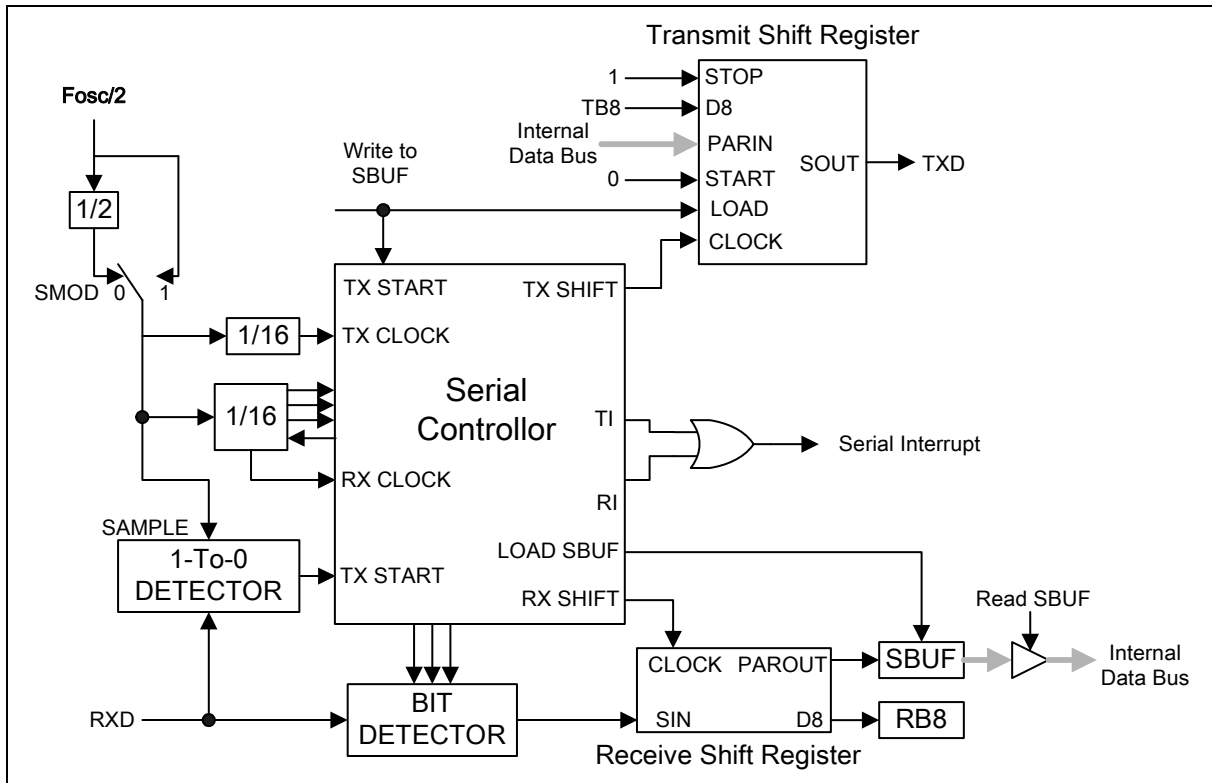 Transmit Shift Register
1
STOP
TB8
D8
Internal
Data Bus
PARIN
SOUT
TXD
0
START
LOAD
CLOCK
Fosc/2
Write to
SBUF
1/2
SMOD 0 1
TX START
TX SHIFT
1/16
TX CLOCK
1/16
Serial
Controllor
TI
Serial Interrupt
RX CLOCK
RI
SAMPLE
1-To-0
DETECTOR
TX START
LOAD SBUF
RX SHIFT
Read SBUF
CLOCK
PAROUT
SBUF
Internal
Data Bus
RXD
BIT
DETECTOR
SIN
D8
RB8
Receive Shift Register